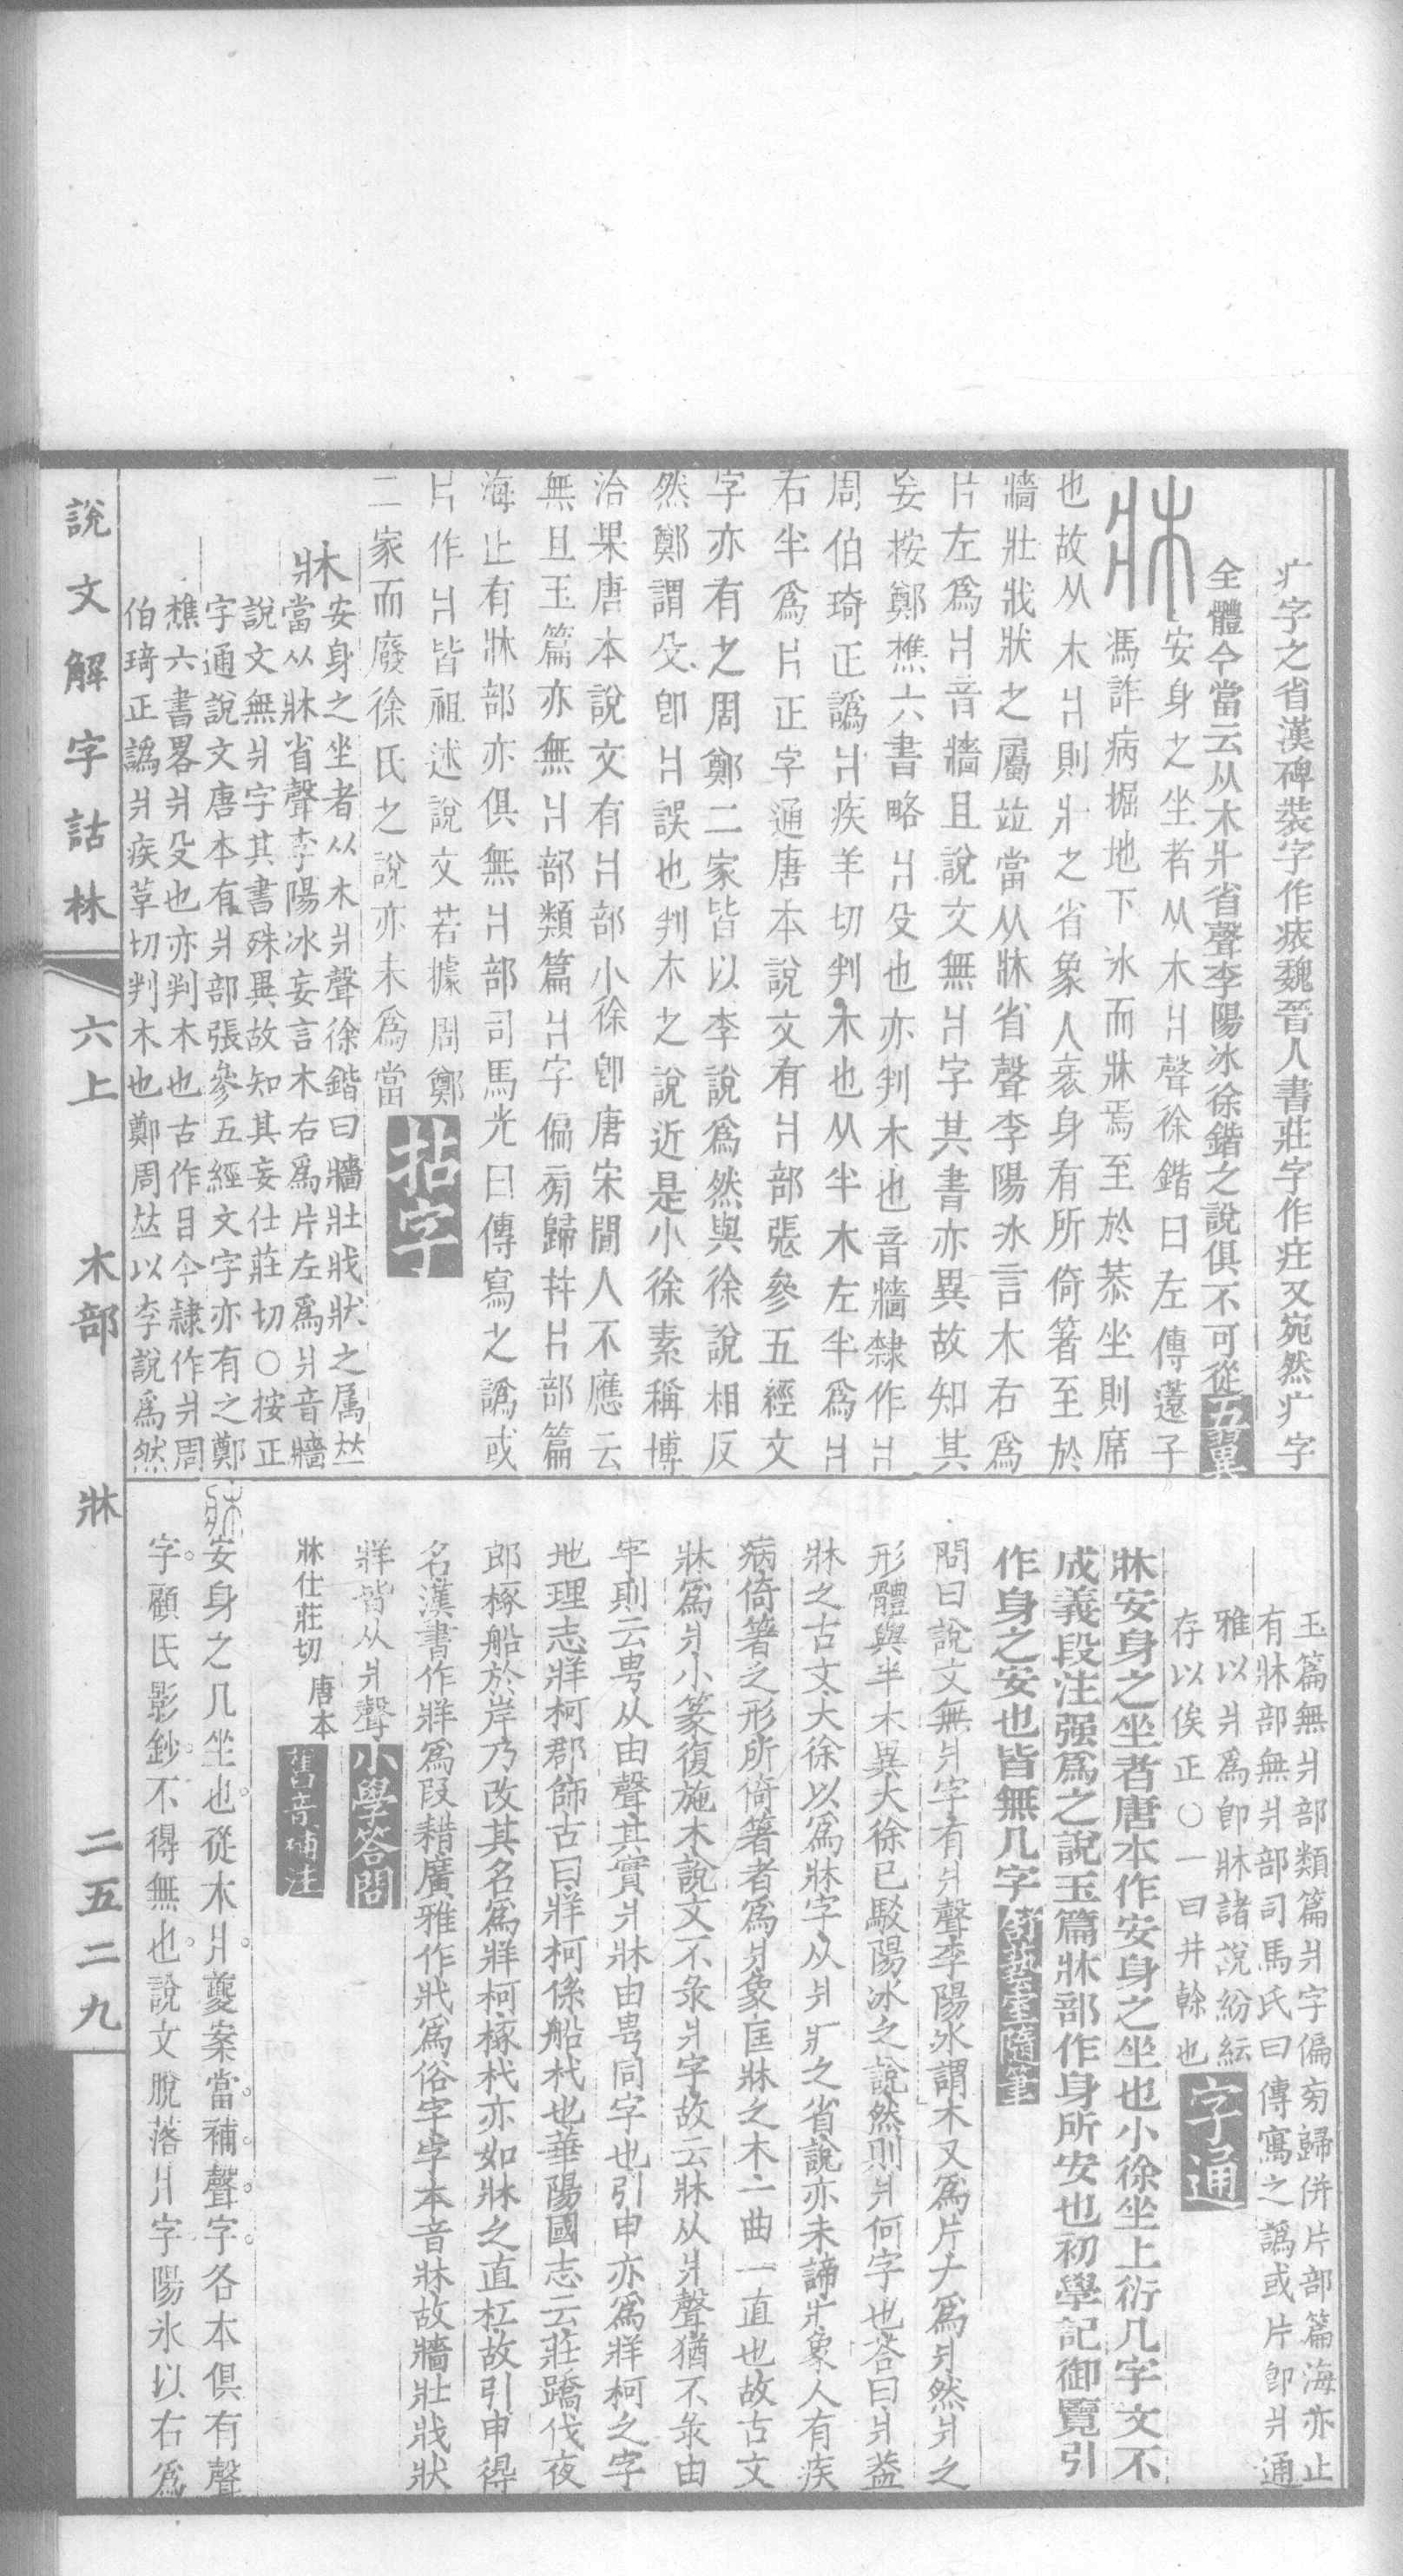 疒字之省漢碑裝字作𤶜魏晉人書莊字作疘又宛然疒字
全體今當云从木爿省聲李陽冰徐鍇之說俱不可從五翼
牀安身之坐者从木爿聲徐鍇曰左傳薳子
馮詐病掘地下冰而牀焉至於恭坐則席
也故从木爿則爿之省象人衺身有所倚箸至於
牆壯戕狀之屬竝當从牀省聲李陽冰言木右爲
片左爲爿音牆且說文無爿字其書亦異故知其
妄按鄭樵六書略爿殳也亦判木也音牆隸作爿
周伯琦正譌爿疾羊切判木也从半木左半爲爿
右半爲片正字通唐本說文有爿部張參五經文
字亦有之周鄭二家皆以李說爲然與徐說相反
然鄭謂殳卽爿誤也判木之說近是小徐素稱博
洽果唐本說文有爿部小徐卽唐宋閒人不應云
無且玉篇亦無爿部類篇爿字偏㫄歸幷片部篇
海止有牀部亦俱無爿部司馬光曰傳寫之譌或
片作爿皆祖述說文若據周鄭
二家而廢徐氏之說亦未爲當拈字
牀安身之坐者从木爿聲徐鍇曰牆壯戕狀之属𠀤
當从牀省聲李陽冰妄言木右爲片左爲爿音牆
說文無爿字其書殊異故知其妄仕莊切○按正
字通說文唐本有爿部張參五經文字亦有之鄭
樵六書畧爿殳也亦判木也古作㠯今隷作爿周
伯琦正譌爿疾草切判木也鄭周𠀤以李說爲然
玉篇無爿部類篇爿字偏㫄歸併片部篇海亦止
有牀部無爿部司馬氏曰傳寫之譌或片卽爿通
雅以爿爲卽牀諸說紛紜
存以俟正○一曰井榦也字通
牀安身之坐者唐本作安身之坐也小徐坐上衍几字文不
成義段注强爲之說玉篇牀部作身所安也初學記御覽引
作身之安也皆無几字舒藝室隨筆
問曰說文無爿字有爿聲李陽冰謂木又爲片𠂇爲爿然爿之
形體與半木異大徐已駁陽冰之說然則爿何字也荅曰爿葢
牀之古文大徐以爲牀字从爿疒之省說亦未諦疒象人有疾
病倚箸之形所倚箸者爲爿象匡牀之木二曲一直也故古文
牀爲爿小篆復施木說文不彔爿字故云牀从爿聲猶不彔由
字則云甹从由聲其實爿牀由甹同字也引申亦爲牂柯之字
地理志牂柯郡師古曰牂柯係船杙也華陽國志云莊蹻伐夜
郎椓船於岸乃改其名爲牂柯椓杙亦如牀之直杠故引申得
名漢書作牂爲叚耤廣雅作戕爲俗字字本音牀故牆壯戕狀
牂皆从爿聲小學答問
牀仕莊切 唐本 舊音補注
牀安身之几坐也從木爿夔案當補聲字各本俱有聲
字顧氏影鈔不得無也說文脫落爿字陽氷以右爲
說文解字詁林 六上 木部 牀 二五二九